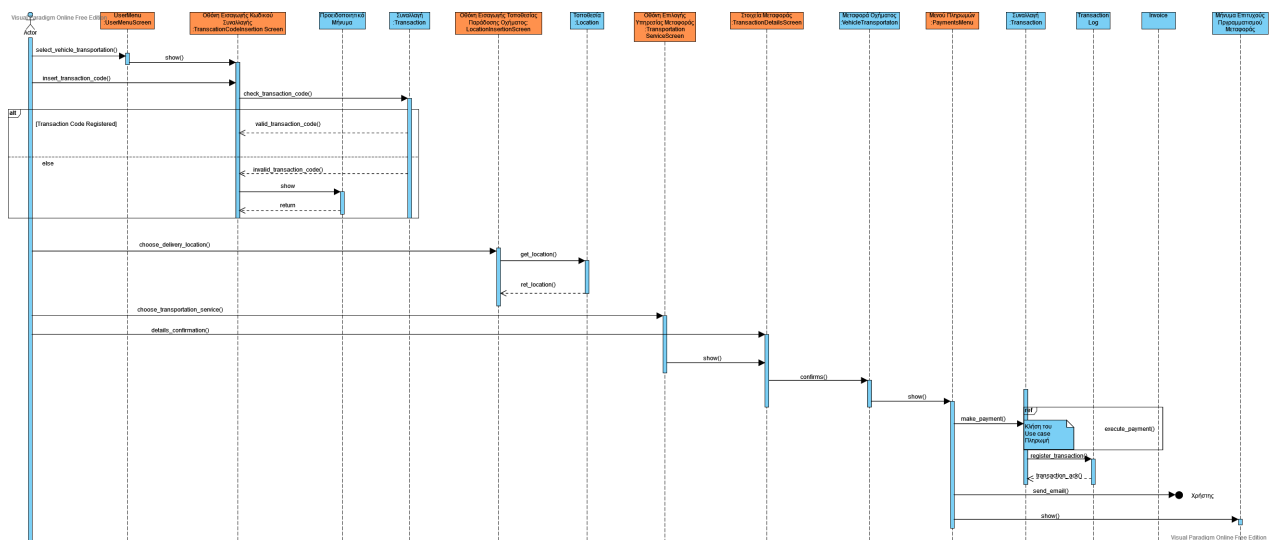 Visual Paradigm Online Free Edition
Actor
UserMenu
:UserMenuScreen
Οθόνη Εισαγωγής Κωδικού
Συναλλαγής
:TransactionCodeInsertion Screen
Προειδοποιητικό
Μήνυμα
Συναλλαγή
:Transaction
Οθόνη Εισαγωγής Τοποθεσίας
Παράδοσης Οχήματος:
LocationInsertionScreen
Τοποθεσία
:Location
Οθόνη Επιλογής
Υπηρεσίας Μεταφοράς
:Transportation
ServiceScreen
Στοιχεία Μεταφοράς
:TransactionDetailsScreen
Μεταφορά Οχήματος
:VehicleTransportaton
Μενού Πληρωμών
:PaymentsMenu
Συναλλαγή
:Transaction
Transaction
Log
Invoice
Μήνυμα Επιτυχούς
Προγραμματισμού
Μεταφοράς
select_vehicle_transportation()
show()
insert_transaction_code()
check_transaction_code()
alt
[Transaction Code Registered]
valid_transaction_code()
else
invalid_transaction_code()
show
return
choose_delivery_location()
get_location()
ret_location()
choose_transportation_service()
details_confirmation()
show()
confirms()
show()
ref
make_payment()
Κλήση του
Use case
Πληρωμή
execute_payment()
register_transaction()
transaction_ack()
send_email()
Χρήστης
show()
Visual Paradigm Online Free Edition